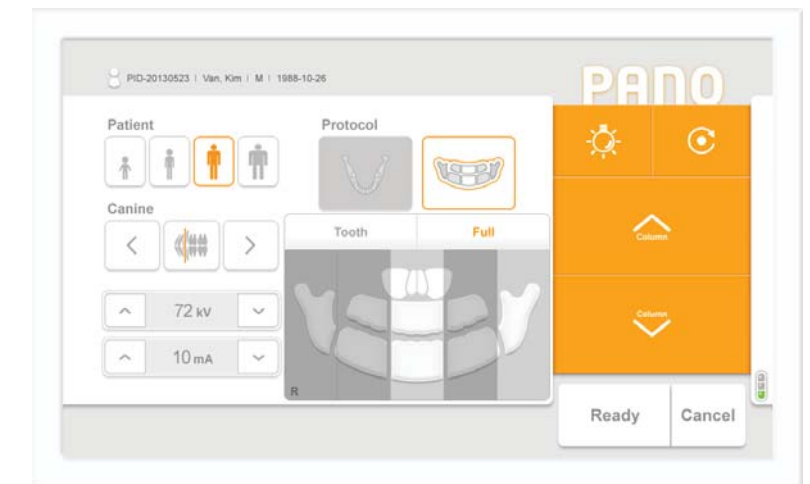 PID-20130523 | Van, Kim | M | 1988-10-26
PANO
Patient
Protocol
Canine
Tooth
Full
72 kV
10 mA
R
Column
Column
Ready
Cancel